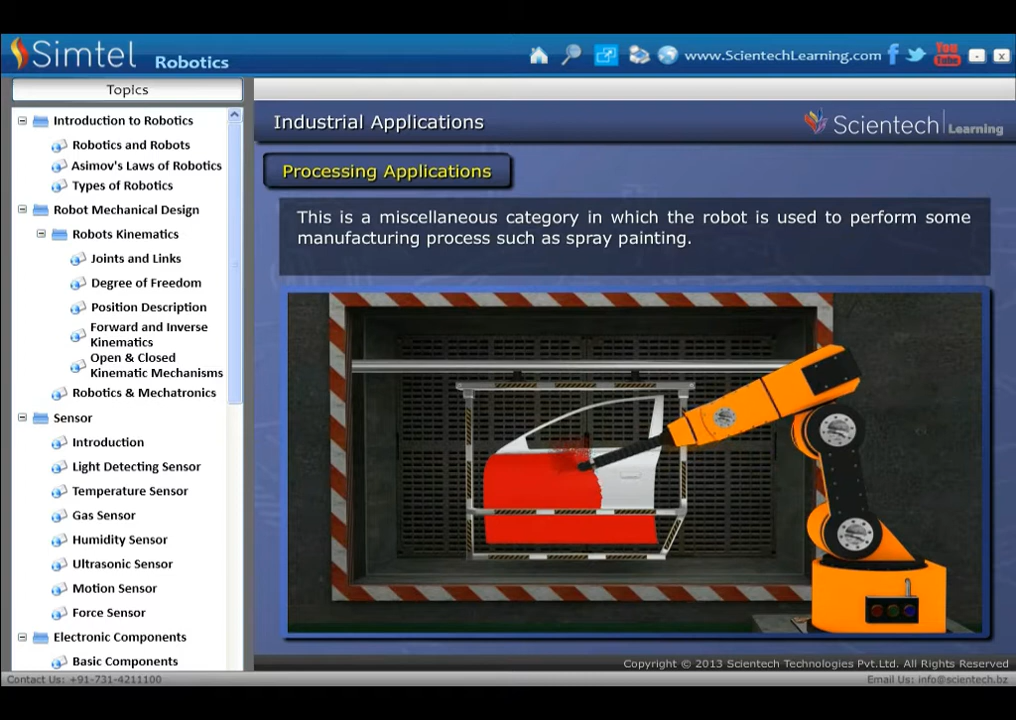 Simtel Robotics
www.ScientechLearning.com
You
Tube
Topics
Introduction to Robotics
Robotics and Robots
Asimov's Laws of Robotics
Types of Robotics
Robot Mechanical Design
Robots Kinematics
Joints and Links
Degree of Freedom
Position Description
Forward and Inverse
Kinematics
Open & Closed
Kinematic Mechanisms
Robotics & Mechatronics
Sensor
Introduction
Light Detecting Sensor
Temperature Sensor
Gas Sensor
Humidity Sensor
Ultrasonic Sensor
Motion Sensor
Force Sensor
Electronic Components
Basic Components
Industrial Applications
Scientech Learning
Processing Applications
This is a miscellaneous category in which the robot is used to perform some
manufacturing process such as spray painting.
Copyright © 2013 Scientech Technologies Pvt.Ltd. All Rights Reserved
Contact Us: +91-731-4211100
Email Us: info@scientech.bz